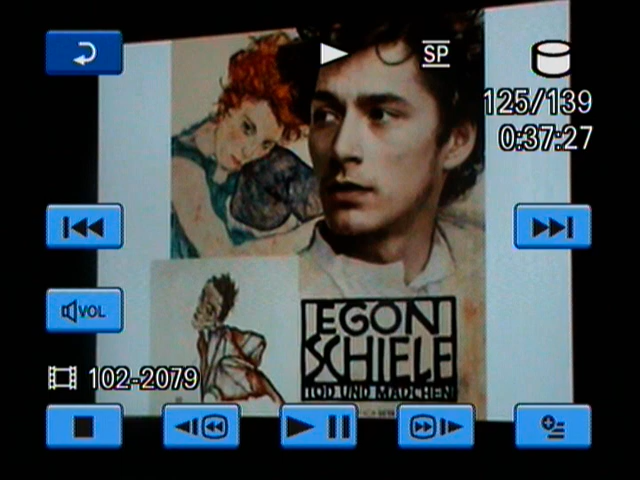 SP
125/139
0:37:27
VOL
102-2079
EGON
SCHIELE
TOD UND MÄDCHEN